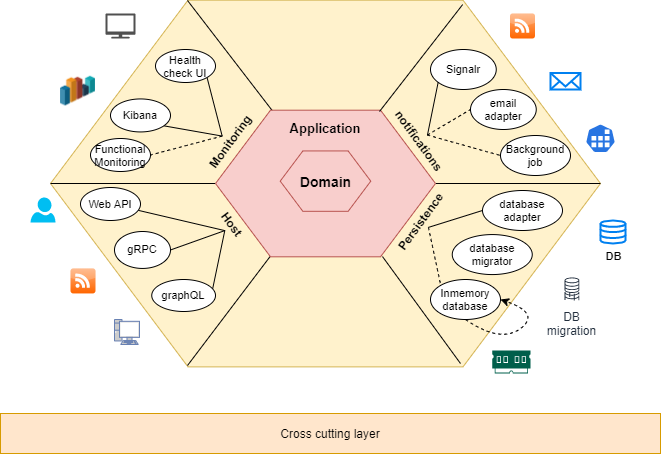 Health
check UI
Kibana
Functional
Monitoring
Monitoring
Signalr
email
adapter
Background
job
notifications
Application
Domain
Web API
gRPC
graphQL
Host
Persistence
database
adapter
database
migrator
Inmemory
database
DB
DB
migration
Cross cutting layer